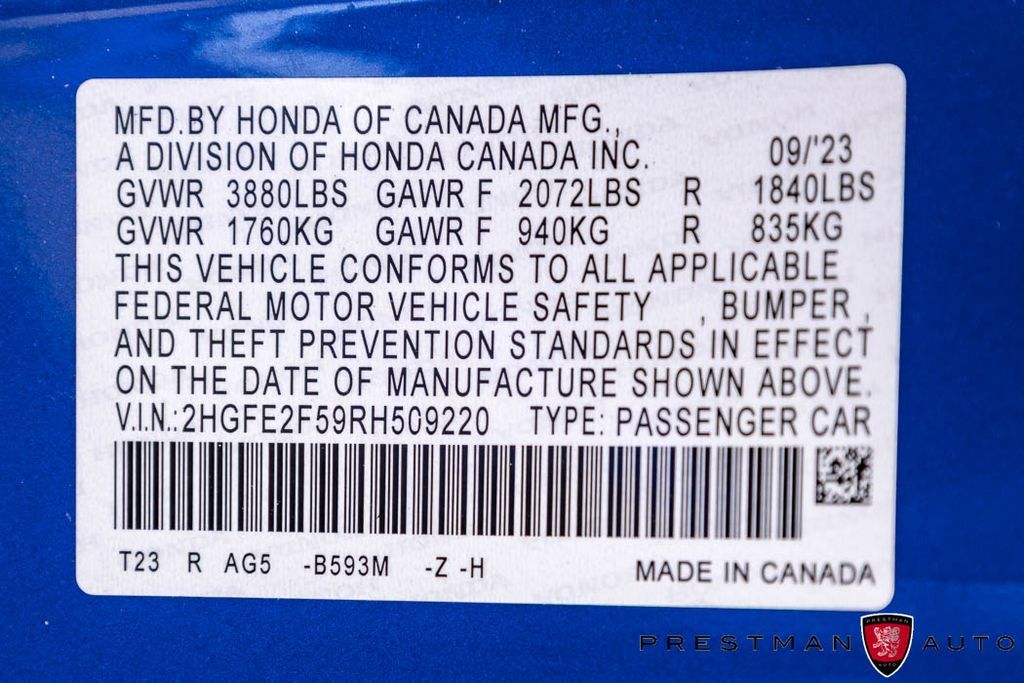 MFD.BY HONDA OF CANADA MFG.,
A DIVISION OF HONDA CANADA INC. 09/'23
GVWR 3880LBS GAWR F 2072LBS R 1840LBS
GVWR 1760KG GAWR F 940KG R 835KG
THIS VEHICLE CONFORMS TO ALL APPLICABLE
FEDERAL MOTOR VEHICLE SAFETY , BUMPER ,
AND THEFT PREVENTION STANDARDS IN EFFECT
ON THE DATE OF MANUFACTURE SHOWN ABOVE.
V.I.N.:2HGFE2F59RH509220 TYPE: PASSENGER CAR
T23 R AG5 -B593M -Z -H MADE IN CANADA
PRESTMAN AUTO
PRESTMAN
AUTO